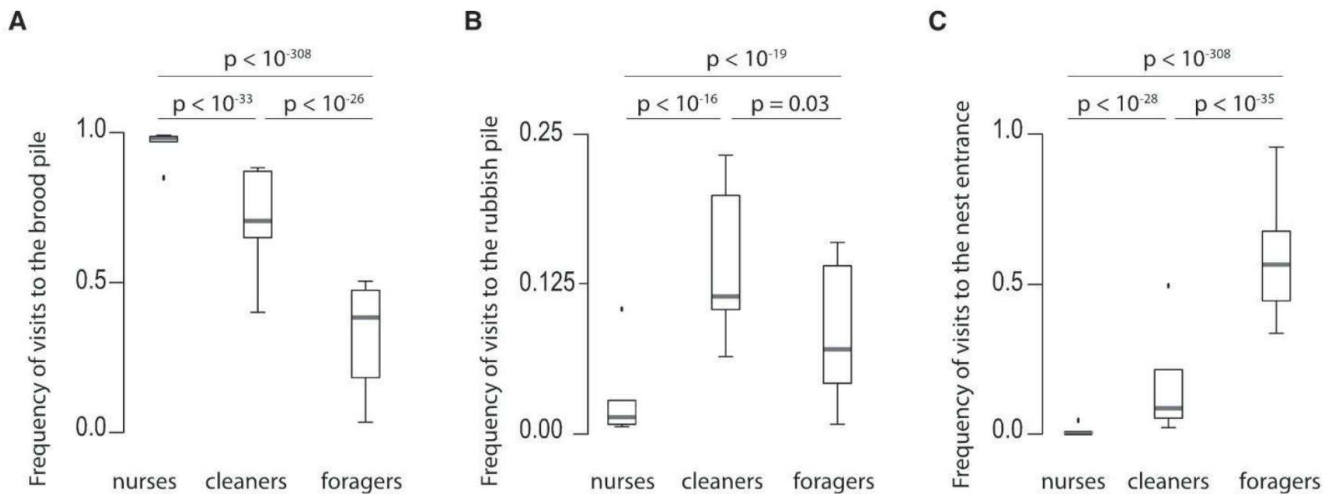 A
p < 10⁻³⁰⁸
p < 10⁻³³ p < 10⁻²⁶
Frequency of visits to the brood pile
1.0
0.5
0.0
nurses cleaners foragers
B
p < 10⁻¹⁹
p < 10⁻¹⁶ p = 0.03
Frequency of visits to the rubbish pile
0.25
0.125
0.00
nurses cleaners foragers
C
p < 10⁻³⁰⁸
p < 10⁻²⁸ p < 10⁻³⁵
Frequency of visits to the nest entrance
1.0
0.5
0.0
nurses cleaners foragers